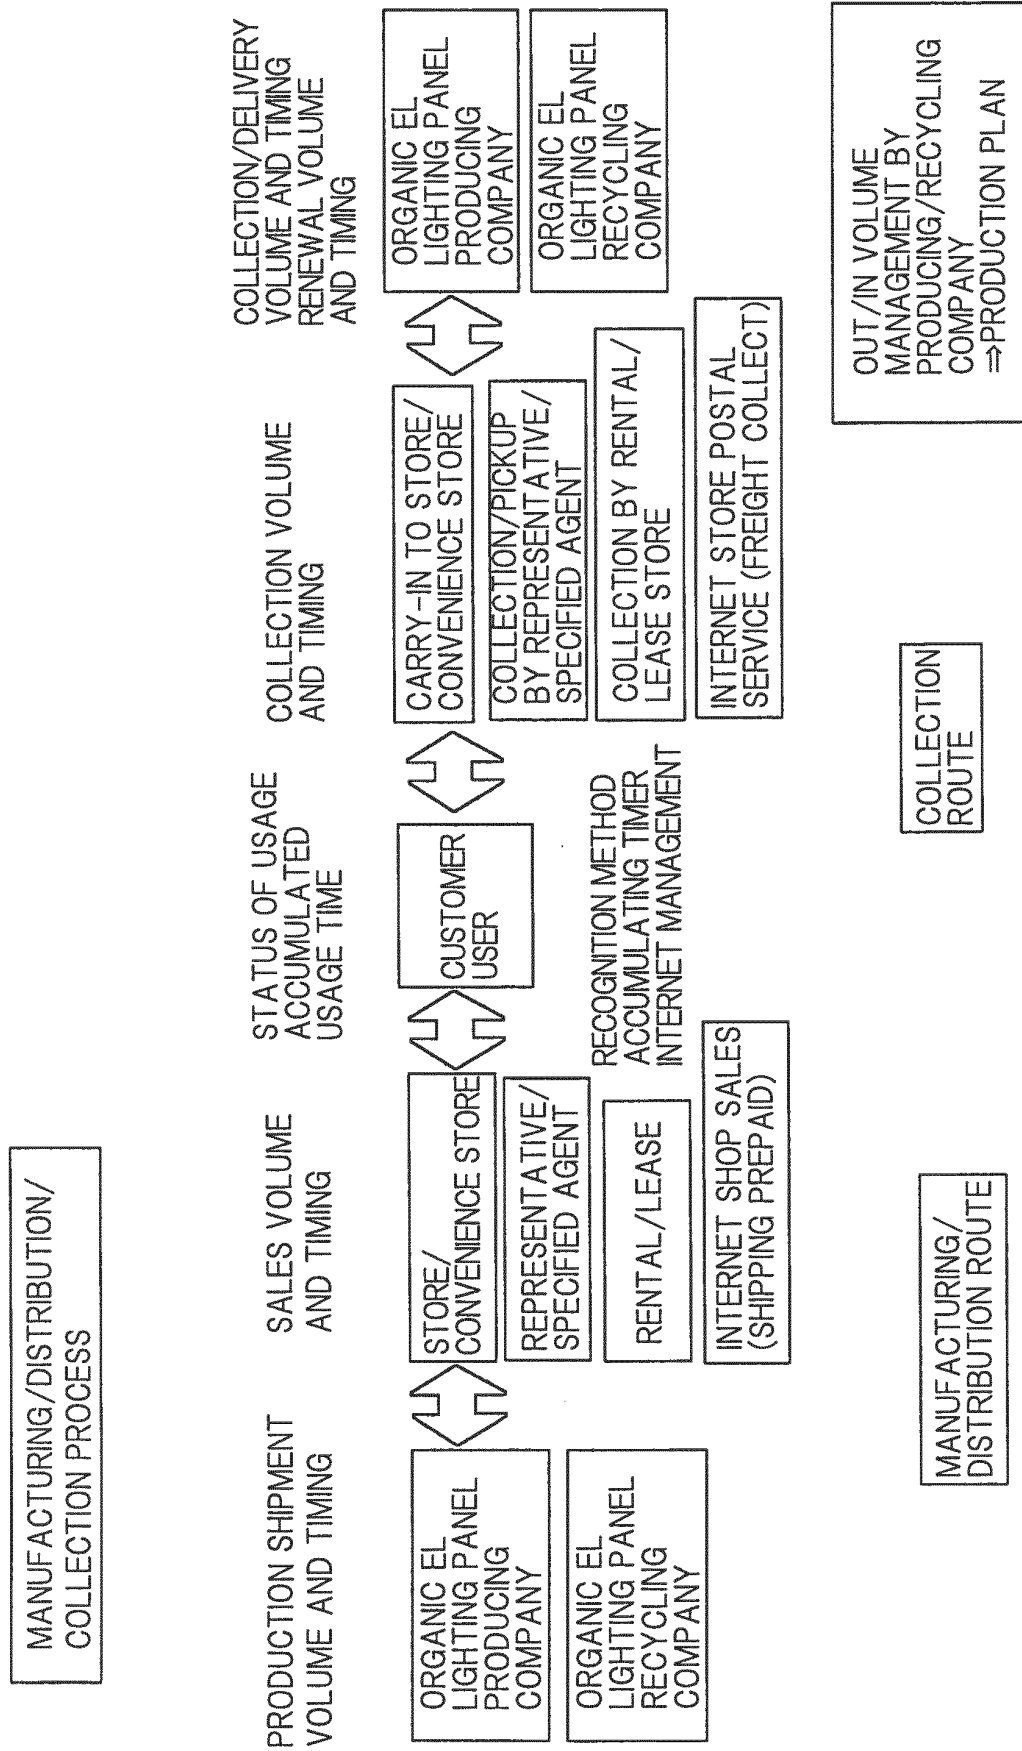 MANUFACTURING/DISTRIBUTION/
COLLECTION PROCESS
PRODUCTION SHIPMENT
VOLUME AND TIMING
SALES VOLUME
AND TIMING
STATUS OF USAGE
ACCUMULATED
USAGE TIME
COLLECTION VOLUME
AND TIMING
COLLECTION/DELIVERY
VOLUME AND TIMING
RENEWAL VOLUME
AND TIMING
ORGANIC EL
LIGHTING PANEL
PRODUCING
COMPANY
ORGANIC EL
LIGHTING PANEL
RECYCLING
COMPANY
STORE/
CONVENIENCE STORE
REPRESENTATIVE/
SPECIFIED AGENT
RENTAL/LEASE
INTERNET SHOP SALES
(SHIPPING PREPAID)
CUSTOMER
USER
RECOGNITION METHOD
ACCUMULATING TIMER
INTERNET MANAGEMENT
CARRY-IN TO STORE/
CONVENIENCE STORE
COLLECTION/PICKUP
BY REPRESENTATIVE/
SPECIFIED AGENT
COLLECTION BY RENTAL/
LEASE STORE
INTERNET STORE POSTAL
SERVICE (FREIGHT COLLECT)
ORGANIC EL
LIGHTING PANEL
PRODUCING
COMPANY
ORGANIC EL
LIGHTING PANEL
RECYCLING
COMPANY
MANUFACTURING/
DISTRIBUTION ROUTE
COLLECTION
ROUTE
OUT/IN VOLUME
MANAGEMENT BY
PRODUCING/RECYCLING
COMPANY
⇒PRODUCTION PLAN